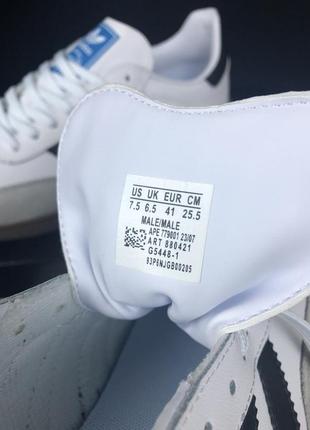 US UK EUR CM
7.5 6.5 41 25.5
MALE/MALE
APE 779001 23/07
ART 880421
G5448-1
93P8NJGB00205